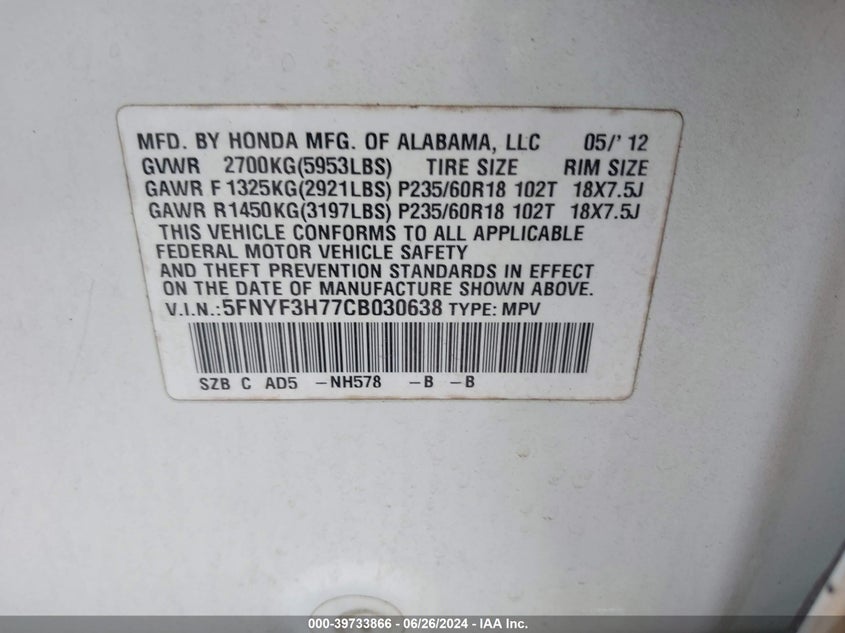 MFD. BY HONDA MFG. OF ALABAMA, LLC 05/' 12
GVWR 2700KG(5953LBS) TIRE SIZE RIM SIZE
GAWR F 1325KG(2921LBS) P235/60R18 102T 18X7.5J
GAWR R1450KG(3197LBS) P235/60R18 102T 18X7.5J
THIS VEHICLE CONFORMS TO ALL APPLICABLE
FEDERAL MOTOR VEHICLE SAFETY
AND THEFT PREVENTION STANDARDS IN EFFECT
ON THE DATE OF MANUFACTURE SHOWN ABOVE.
V.I.N.:5FNYF3H77CB030638 TYPE: MPV
SZB C AD5 -NH578 -B -B
000-39733866 - 06/26/2024 - IAA Inc.